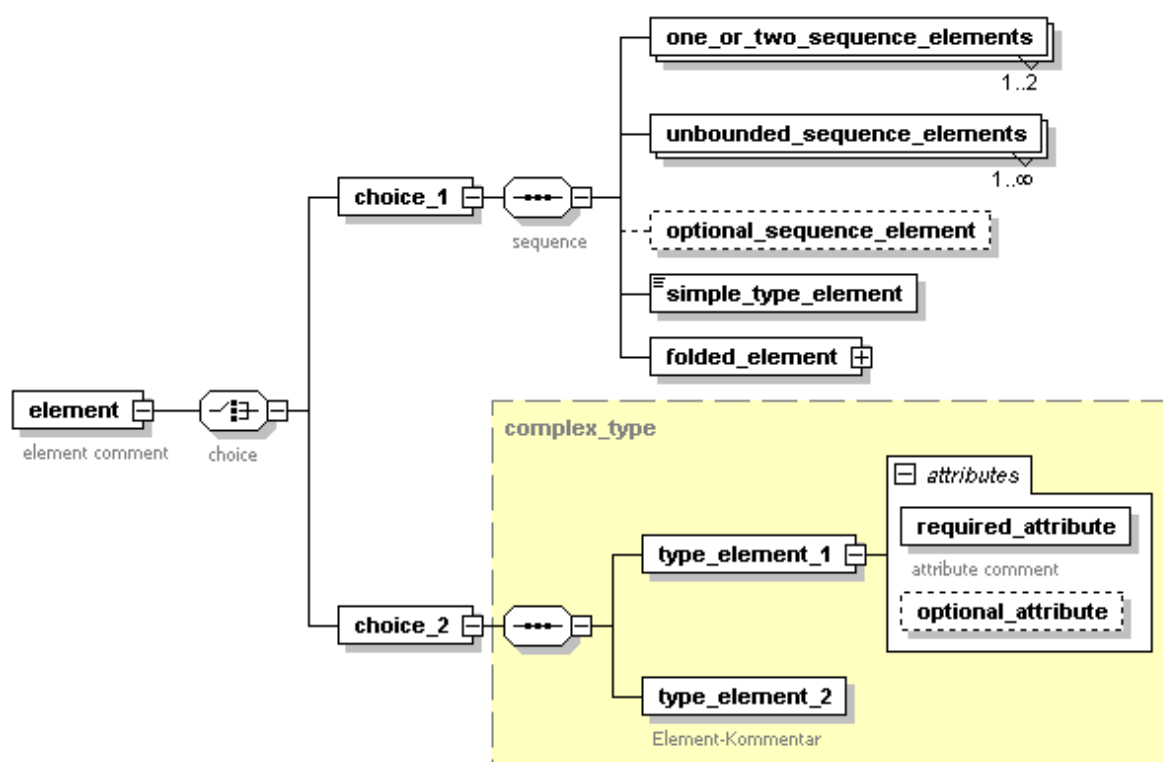 one_or_two_sequence_elements
1..2
unbounded_sequence_elements
1..∞
choice_1
sequence
optional_sequence_element
simple_type_element
folded_element
element
element comment
choice
complex_type
attributes
required_attribute
attribute comment
optional_attribute
type_element_1
choice_2
type_element_2
Element-Kommentar